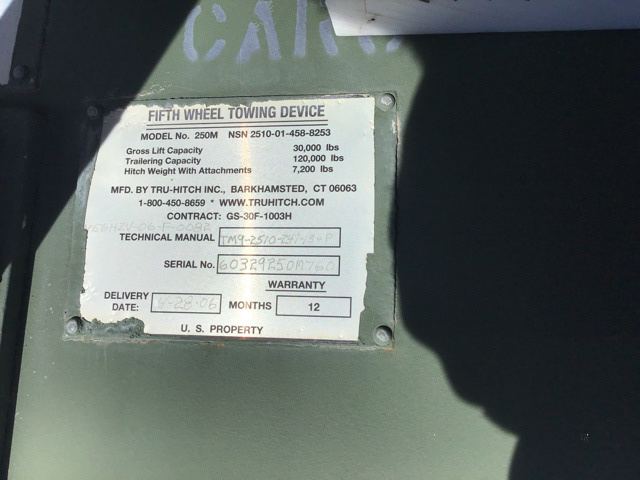 FIFTH WHEEL TOWING DEVICE
MODEL No. 250M NSN 2510-01-458-8253
Gross Lift Capacity 30,000 lbs
Trailering Capacity 120,000 lbs
Hitch Weight With Attachments 7,200 lbs
MFD. BY TRU-HITCH INC., BARKHAMSTED, CT 06063
1-800-450-8659 * WWW.TRUHITCH.COM
CONTRACT: GS-30F-1003H
TECHNICAL MANUAL
SERIAL No. 60329250M760
WARRANTY
DELIVERY DATE: MONTHS 12
U. S. PROPERTY